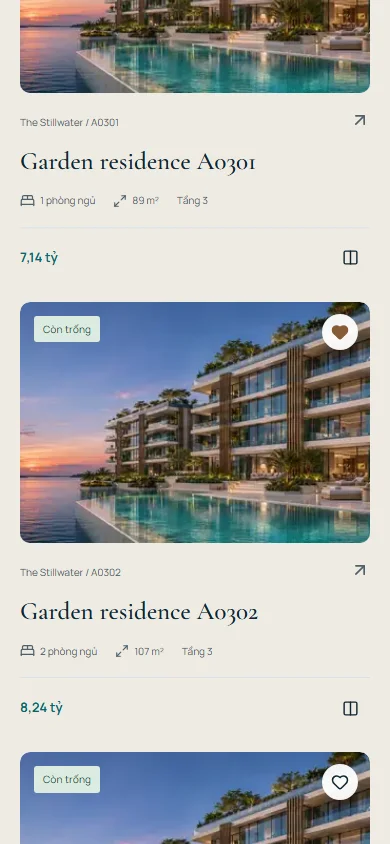 The Stillwater / A0301
Garden residence A0301
1 phòng ngủ 89 m² Tầng 3
7,14 tỷ
Còn trống
The Stillwater / A0302
Garden residence A0302
2 phòng ngủ 107 m² Tầng 3
8,24 tỷ
Còn trống